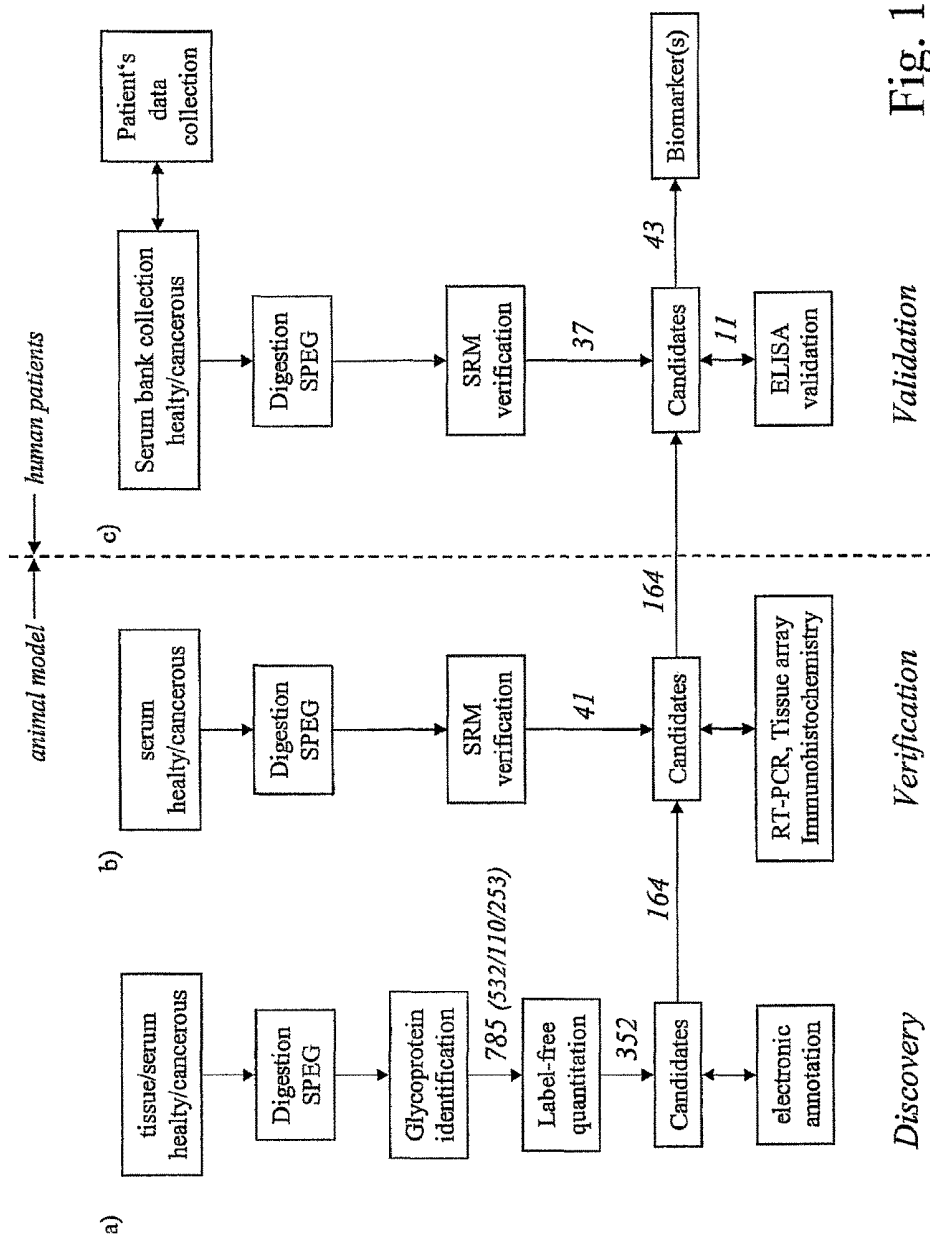 animal model
human patients
a)
tissue/serum
healty/cancerous
Digestion
SPEG
Glycoprotein
identification
785 (532/110/253)
Label-free
quantitation
352
Candidates
electronic
annotation
Discovery
164
b)
serum
healty/cancerous
Digestion
SPEG
SRM
verification
41
Candidates
RT-PCR, Tissue array
Immunohistochemistry
Verification
164
c)
Serum bank collection
healty/cancerous
Patient's
data
collection
Digestion
SPEG
SRM
verification
37
Candidates
11
ELISA
validation
43
Biomarker(s)
Validation
Fig. 1